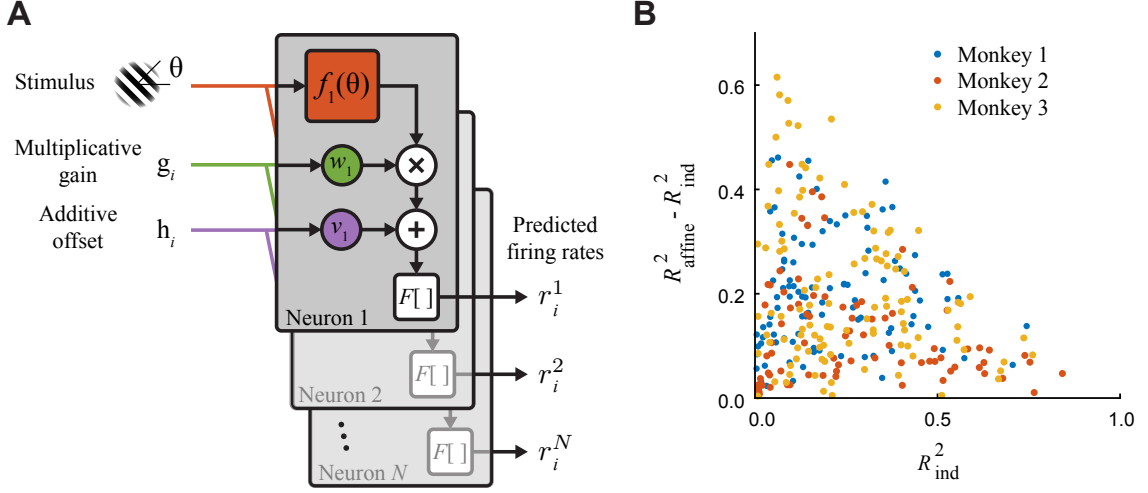 A
Stimulus θ
f₁(θ)
Multiplicative
gain
gᵢ
w₁
×
Additive
offset
hᵢ
v₁
+
F[ ]
Neuron 1
Predicted
firing rates
rᵢ¹
F[ ]
Neuron 2
rᵢ²
F[ ]
Neuron N
rᵢᴺ
B
Monkey 1
Monkey 2
Monkey 3
R²affine - R²ind
0.6
0.4
0.2
0.0
0.0 0.5 1.0
R²ind